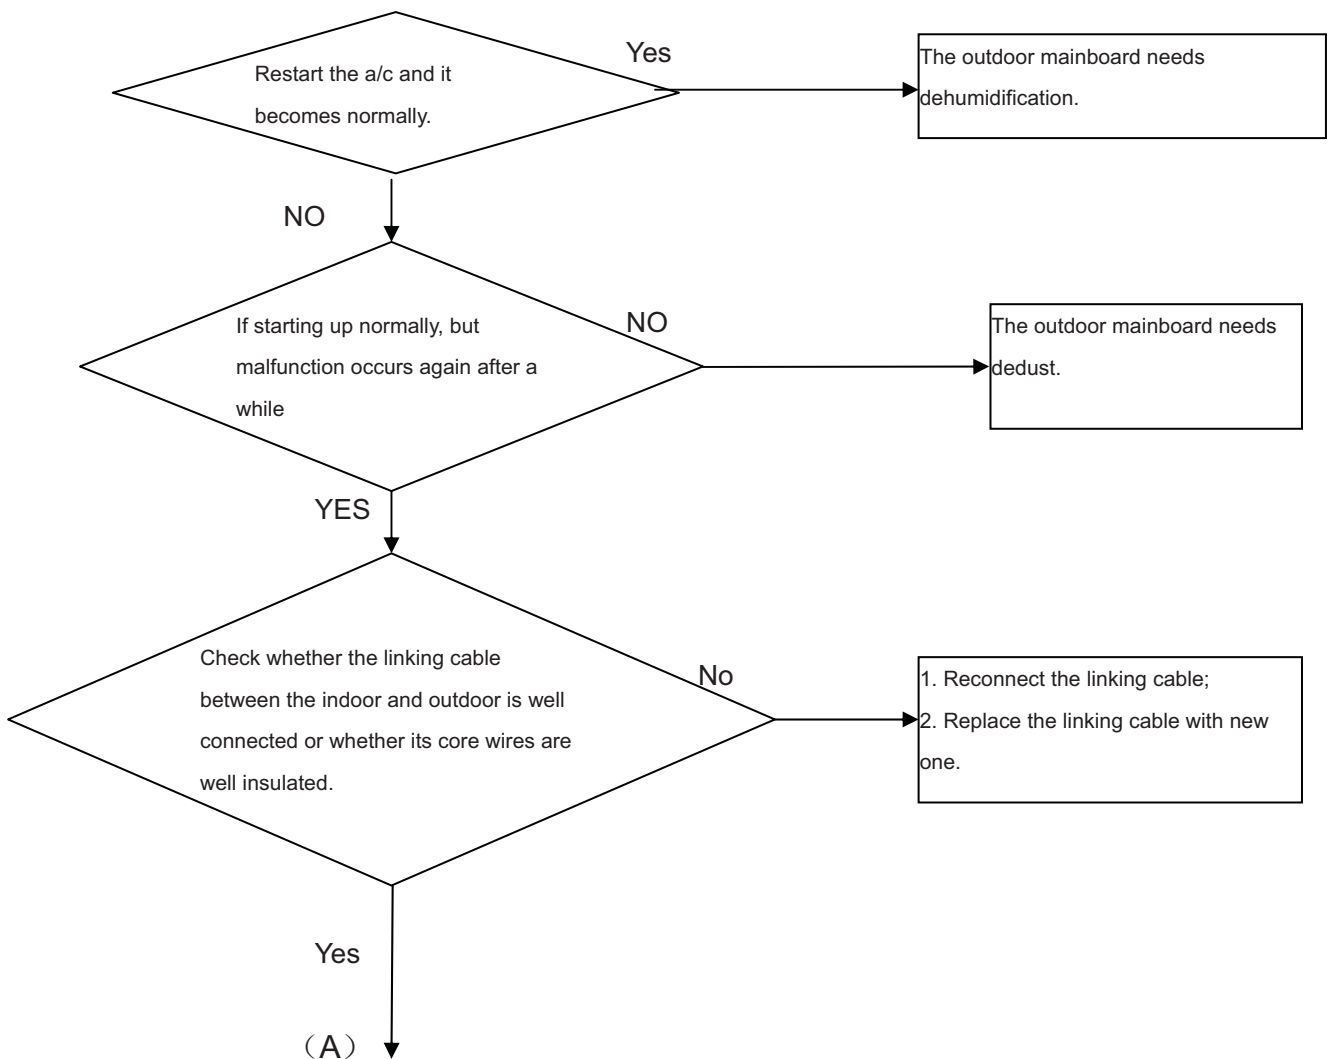 Restart the a/c and it
becomes normally.
Yes
The outdoor mainboard needs
dehumidification.
NO
If starting up normally, but
malfunction occurs again after a
while
NO
The outdoor mainboard needs
dedust.
YES
Check whether the linking cable
between the indoor and outdoor is well
connected or whether its core wires are
well insulated.
No
1. Reconnect the linking cable;
2. Replace the linking cable with new
one.
Yes
（A）